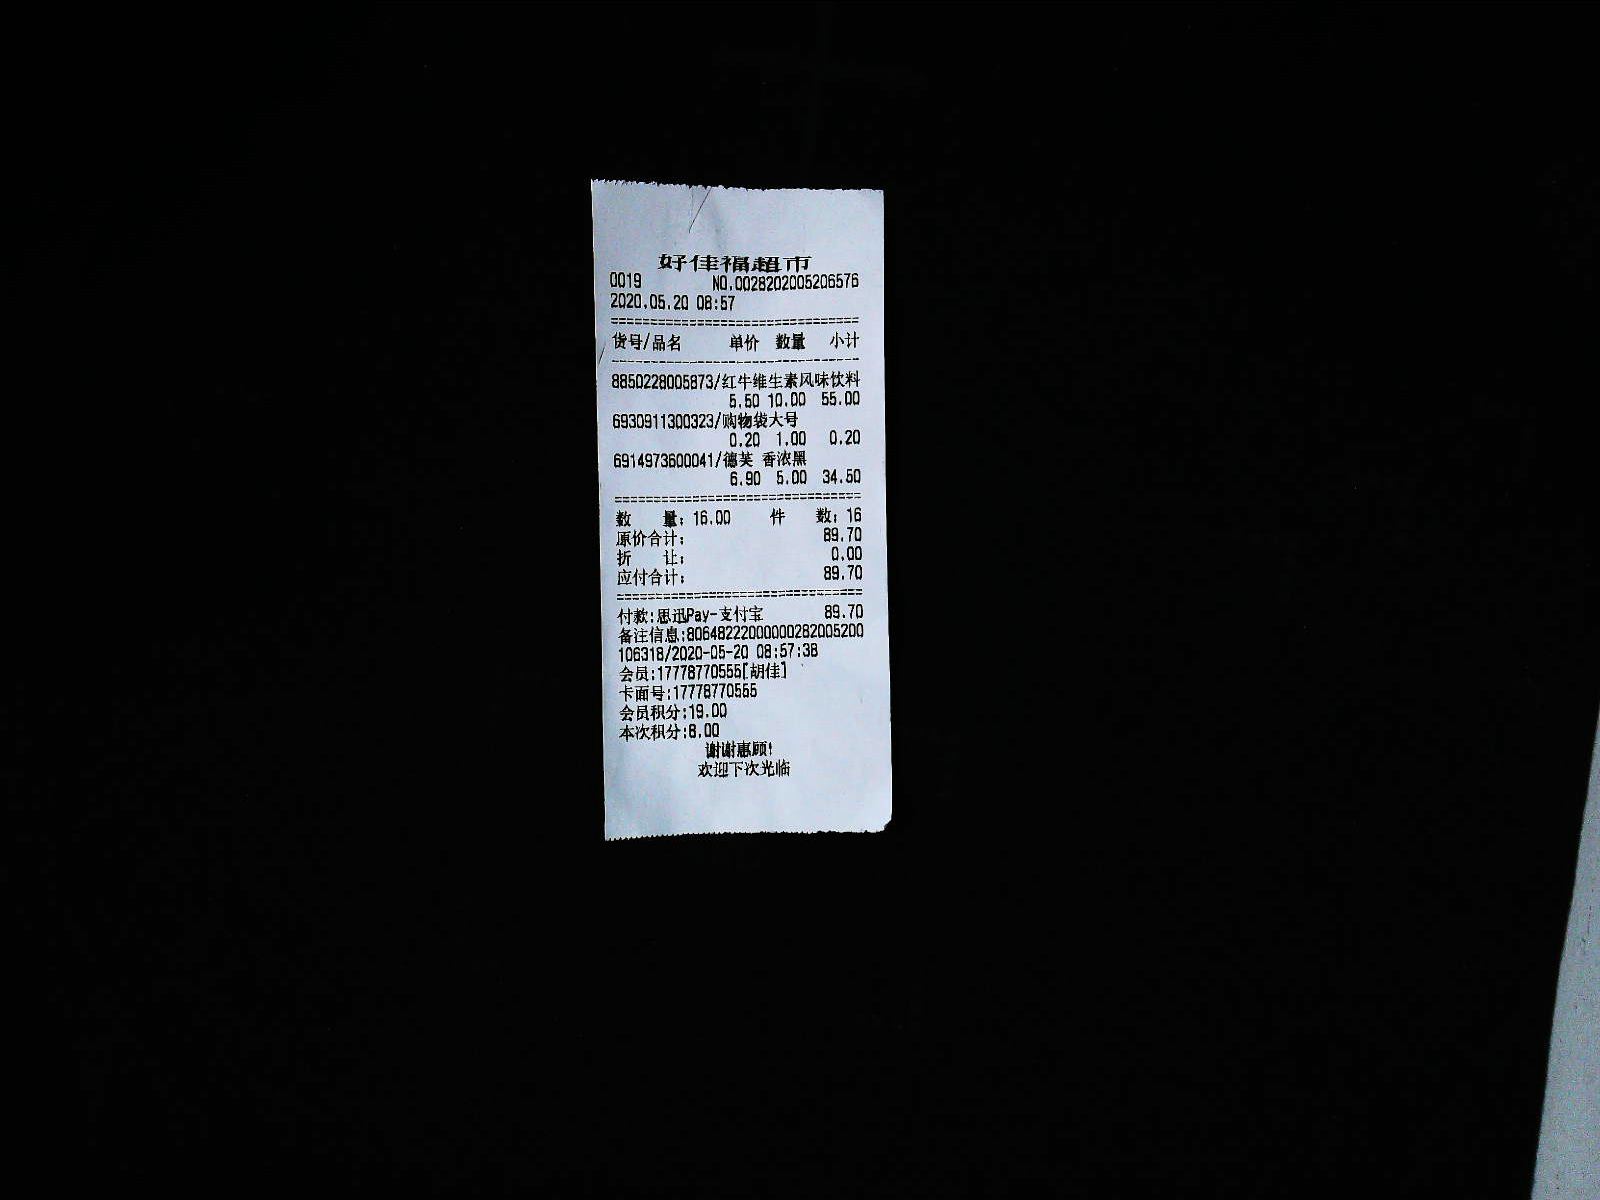 好佳福超市
0019 NO.0028202005206576
2020.05.20 08:57
================================
货号/品名 单价 数量 小计
--------------------------------
8850228005873/红牛维生素风味饮料
5.50 10.00 55.00
6930911300323/购物袋大号
0.20 1.00 0.20
6914973600041/德芙 香浓黑
6.90 5.00 34.50
================================
数 量: 16.00 件 数: 16
原价合计: 89.70
折 让: 0.00
应付合计: 89.70
================================
付款:思迅Pay-支付宝 89.70
备注信息:80648222000000282005200
106318/2020-05-20 08:57:38
会员:17778770555[胡佳]
卡面号:17778770555
会员积分:19.00
本次积分:8.00
谢谢惠顾!
欢迎下次光临